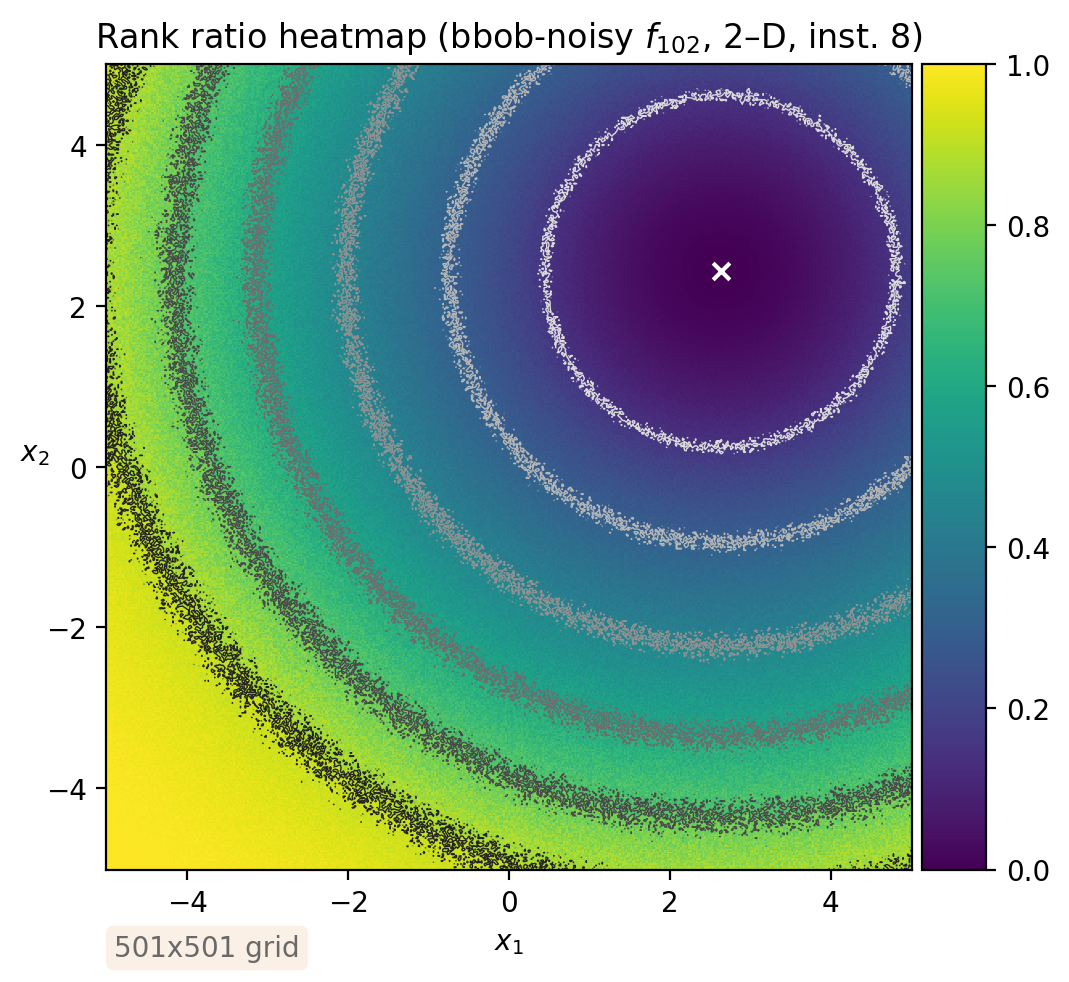 Rank ratio heatmap (bbob-noisy f₁₀₂, 2–D, inst. 8)
1.0
0.8
0.6
0.4
0.2
0.0
x₂
4
2
0
−2
−4
−4 −2 0 2 4
x₁
501x501 grid